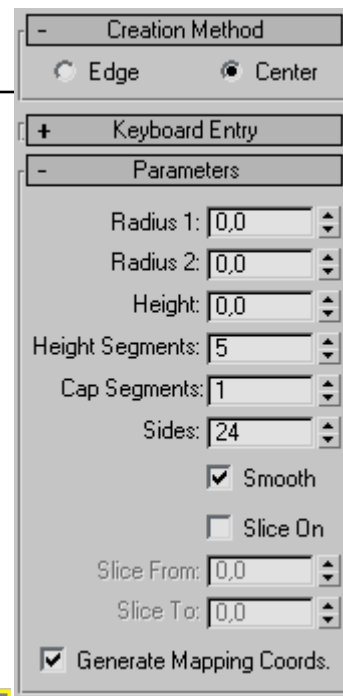 - Creation Method
Edge Center
+ Keyboard Entry
- Parameters
Radius 1: 0,0
Radius 2: 0,0
Height: 0,0
Height Segments: 5
Cap Segments: 1
Sides: 24
Smooth
Slice On
Slice From: 0,0
Slice To: 0,0
Generate Mapping Coords.